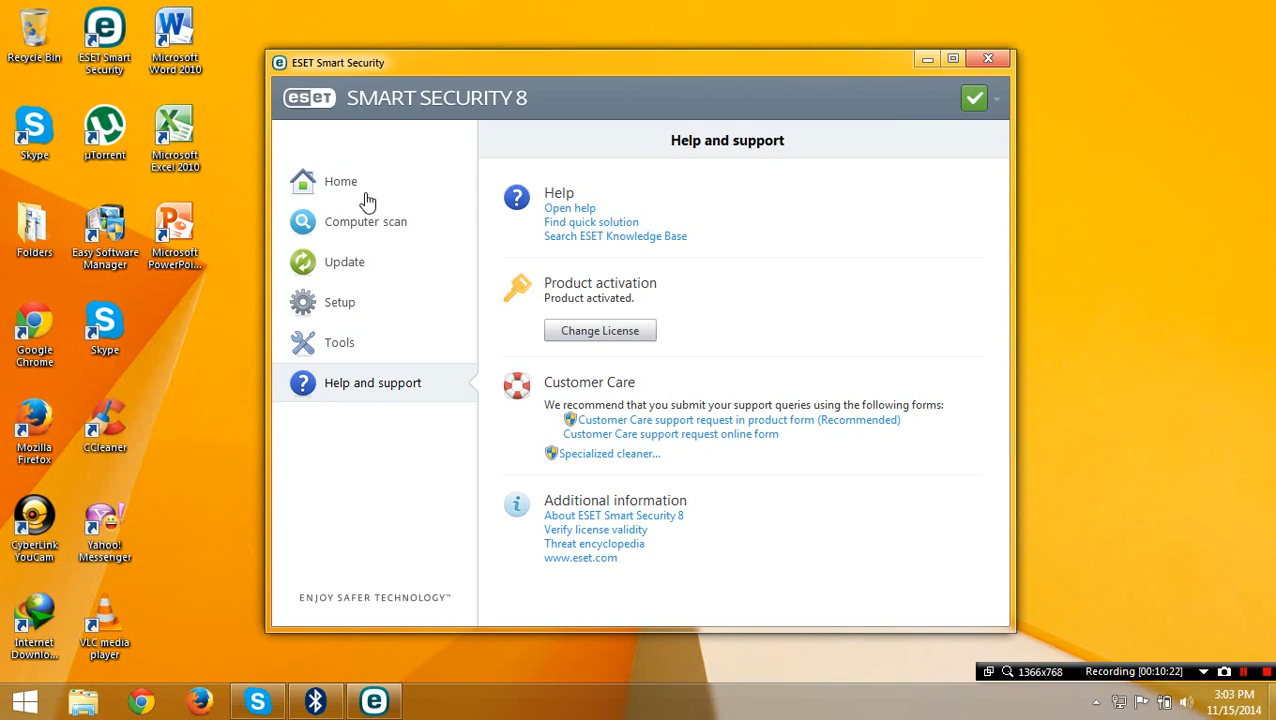 Recycle Bin
ESET Smart
Security
Microsoft
Word 2010
Skype
µTorrent
Microsoft
Excel 2010
Folders
Easy Software
Manager
Microsoft
PowerPoi...
Google
Chrome
Skype
Mozilla
Firefox
CCleaner
CyberLink
YouCam
Yahoo!
Messenger
Internet
Downlo...
VLC media
player
ESET Smart Security
eset SMART SECURITY 8
Home
Computer scan
Update
Setup
Tools
Help and support
ENJOY SAFER TECHNOLOGY™
Help and support
Help
Open help
Find quick solution
Search ESET Knowledge Base
Product activation
Product activated.
Change License
Customer Care
We recommend that you submit your support queries using the following forms:
Customer Care support request in product form (Recommended)
Customer Care support request online form
Specialized cleaner...
Additional information
About ESET Smart Security 8
Verify license validity
Threat encyclopedia
www.eset.com
1366x768 Recording [00:10:22]
3:03 PM
11/15/2014